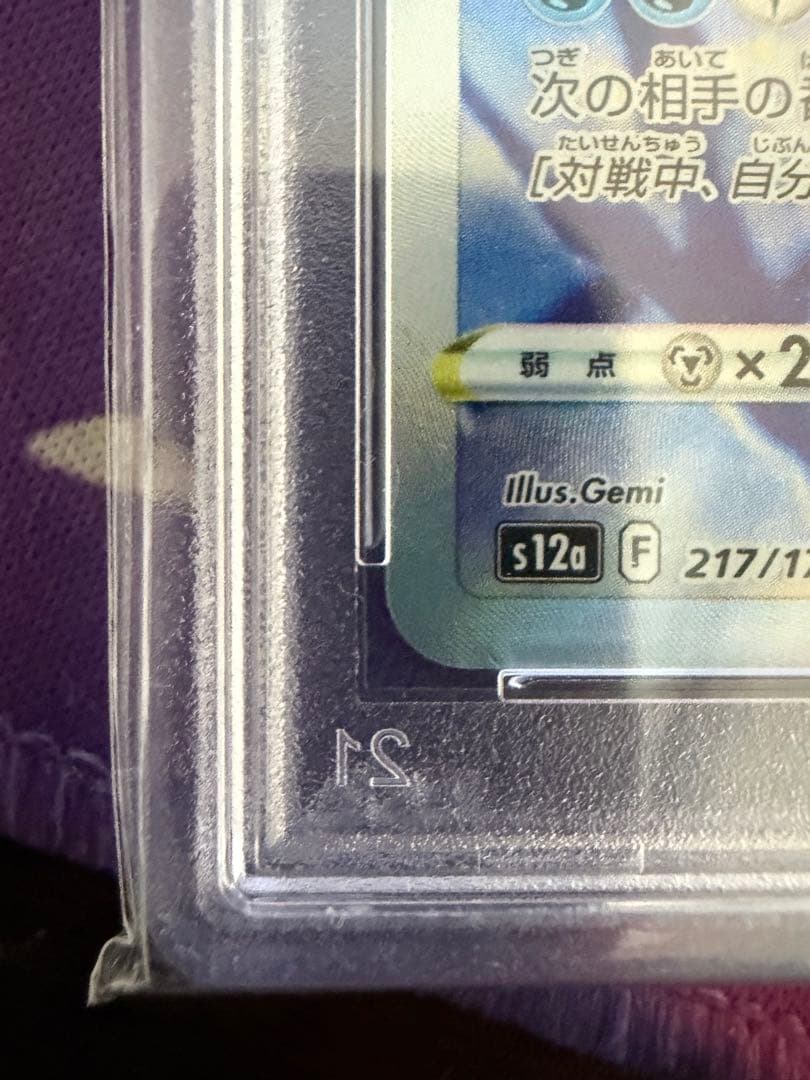 つぎ あいて
次の相手の
たいせんちゅう じぶん
[対戦中、自分
弱点 ×2
Illus.Gemi
s12a F 217/17
21